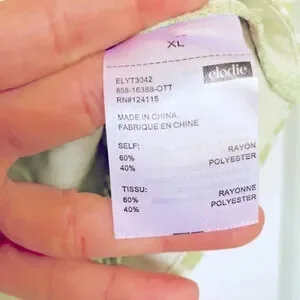 XL
elodie
ELYT3042
858-16388-OTT
RN#124115
MADE IN CHINA
FABRIQUE EN CHINE
SELF:
60% RAYON
40% POLYESTER
TISSU:
60% RAYONNE
40% POLYESTER